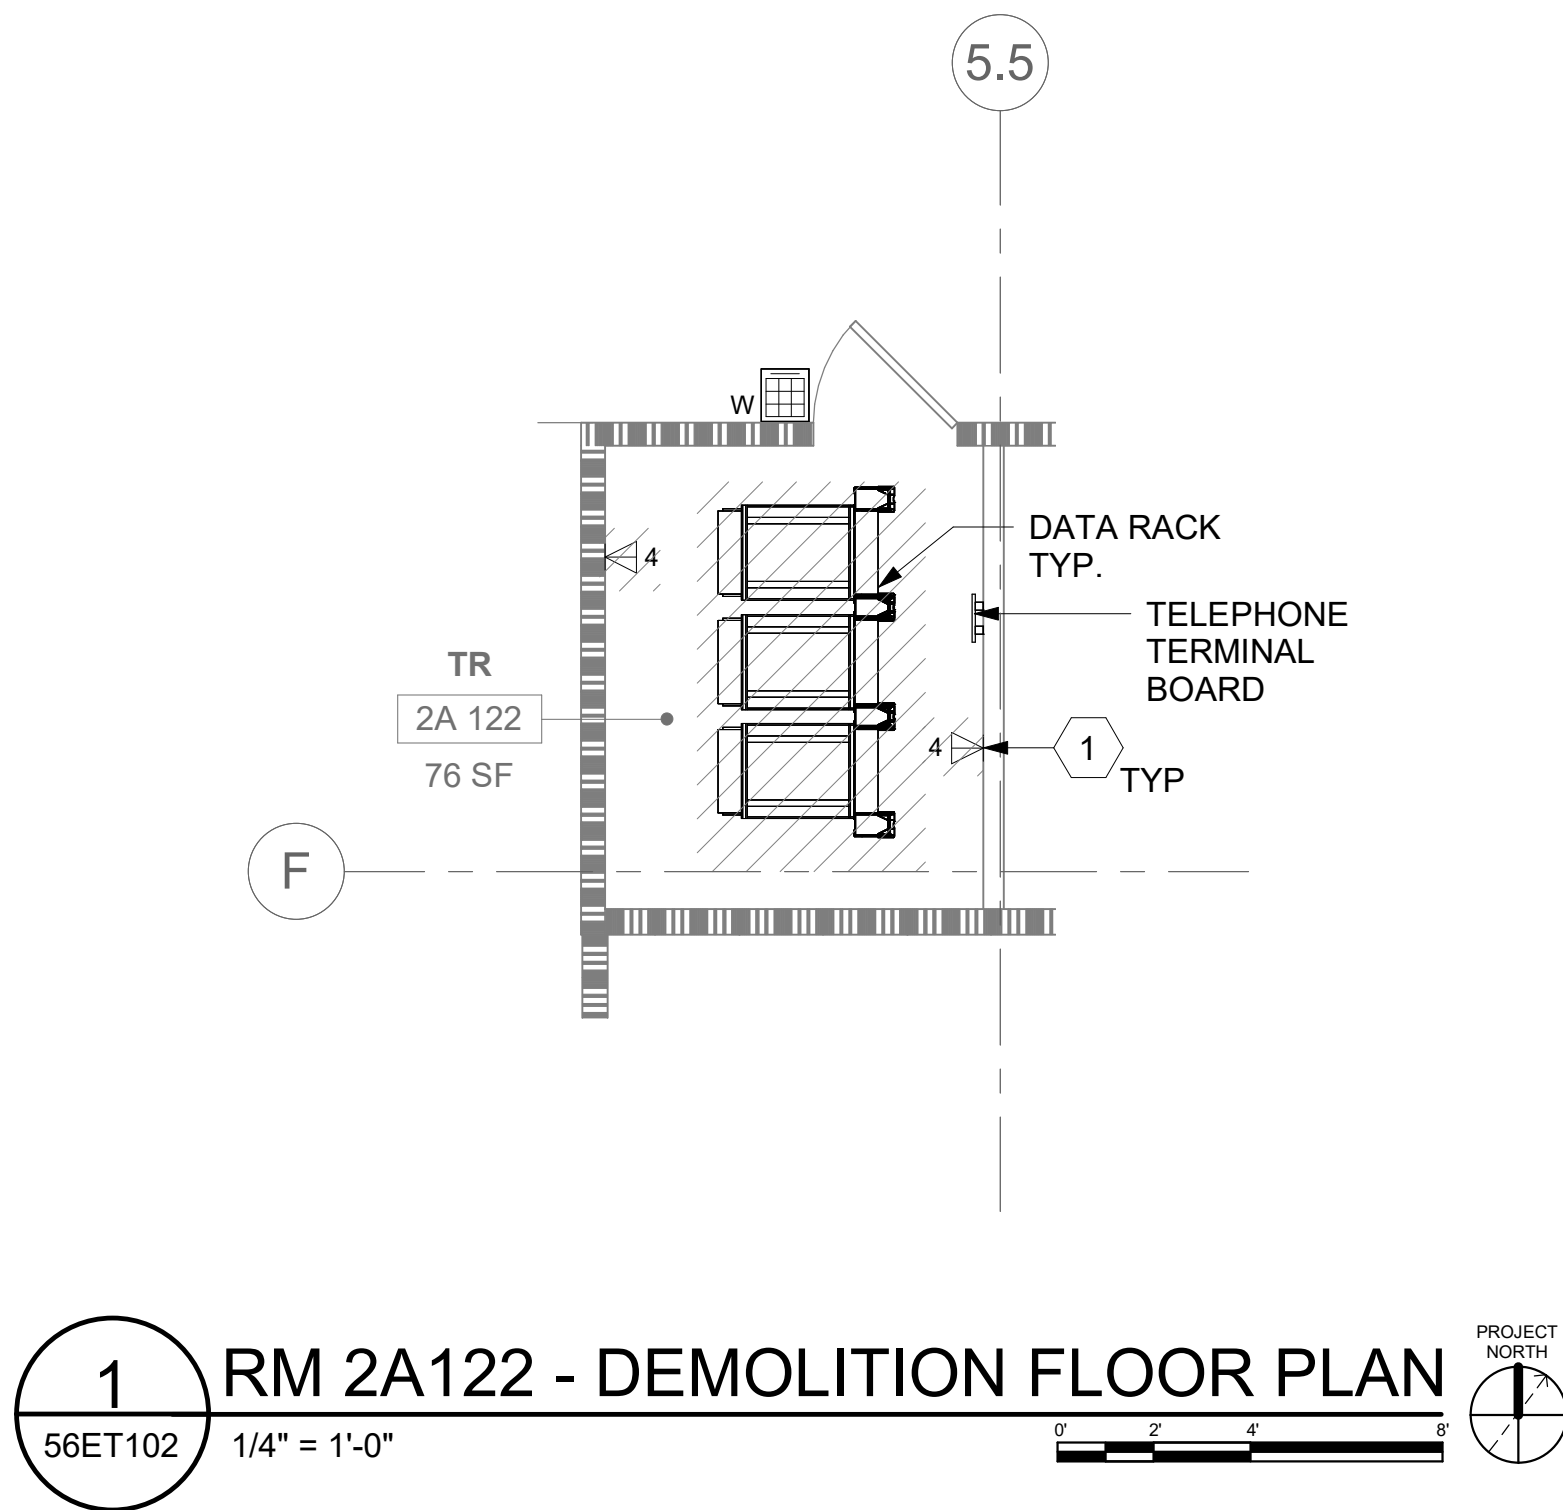 5.5
W
DATA RACK
TYP.
4
TELEPHONE
TERMINAL
BOARD
TR
2A 122
76 SF
4
1
TYP
F
1
RM 2A122 - DEMOLITION FLOOR PLAN
56ET102
1/4" = 1'-0"
0' 2' 4' 8'
PROJECT
NORTH